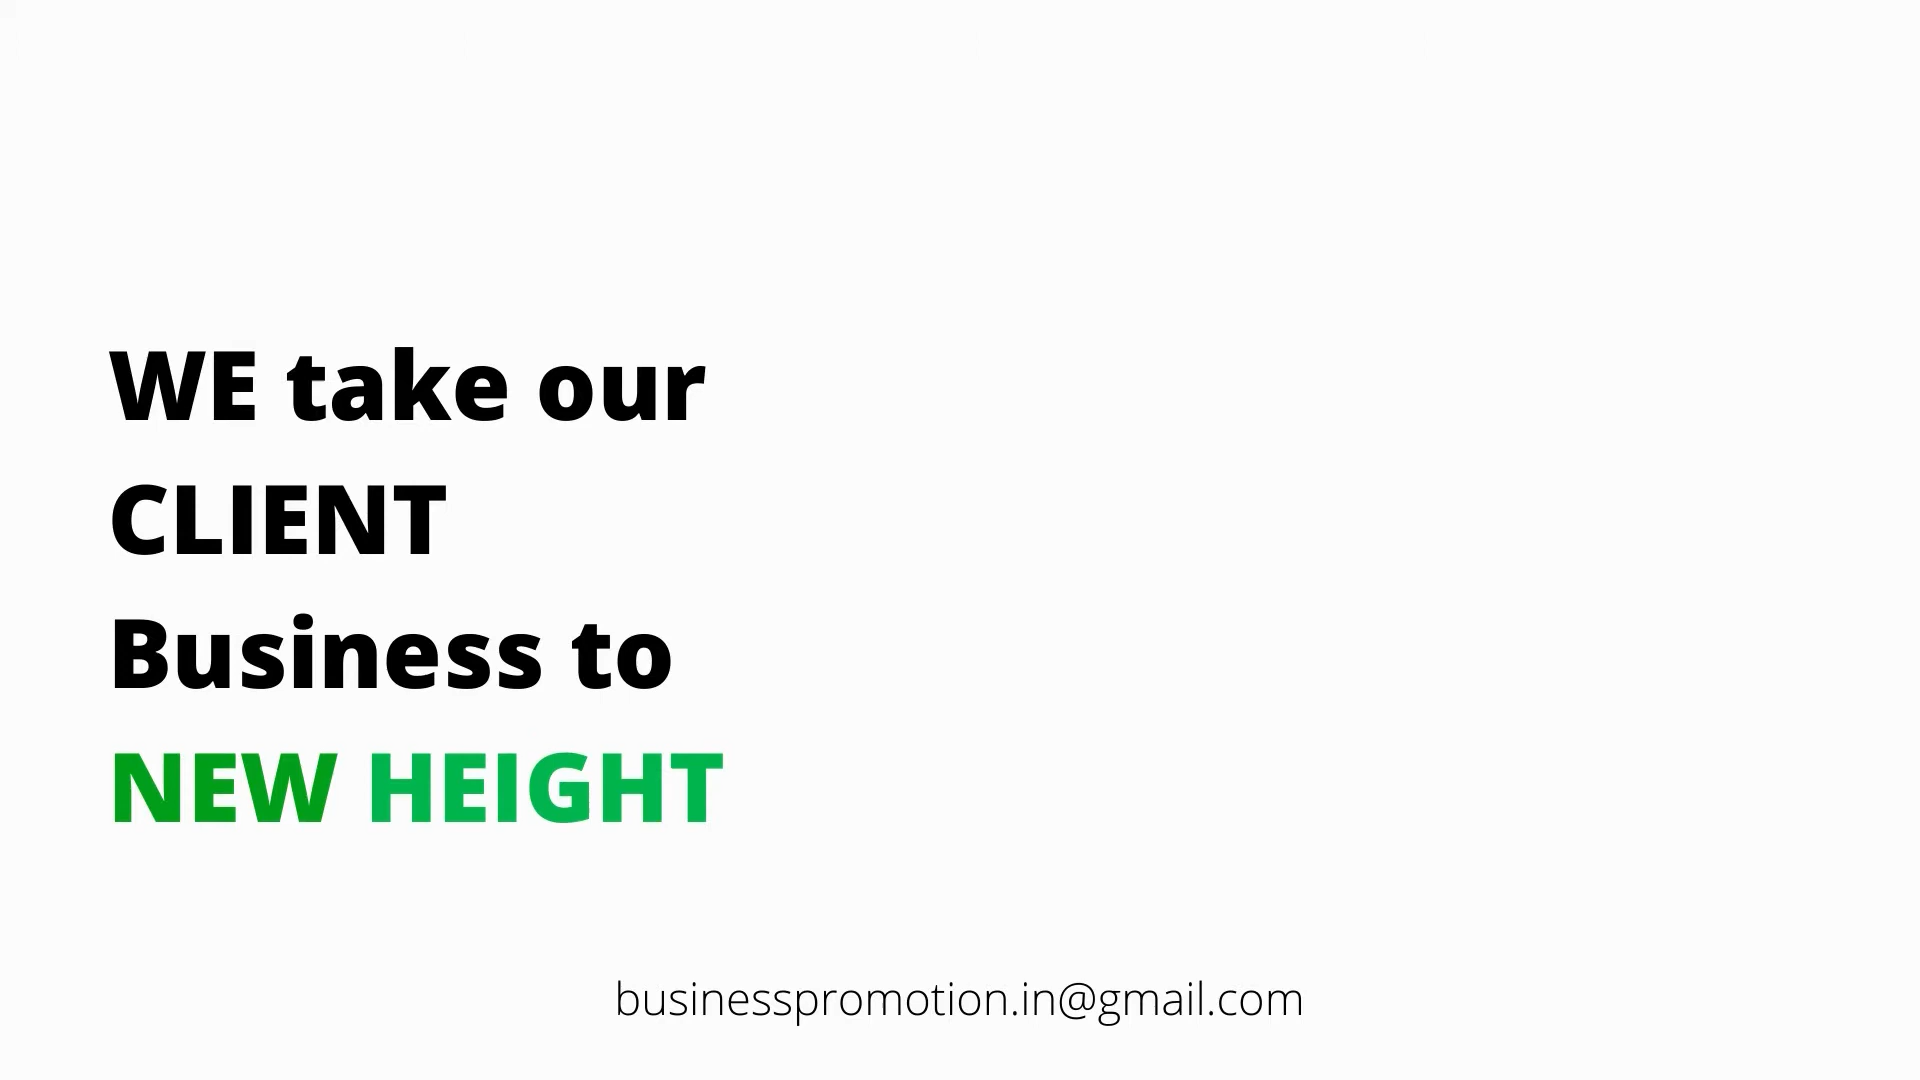 WE take our
CLIENT
Business to
NEW HEIGHT
businesspromotion.in@gmail.com